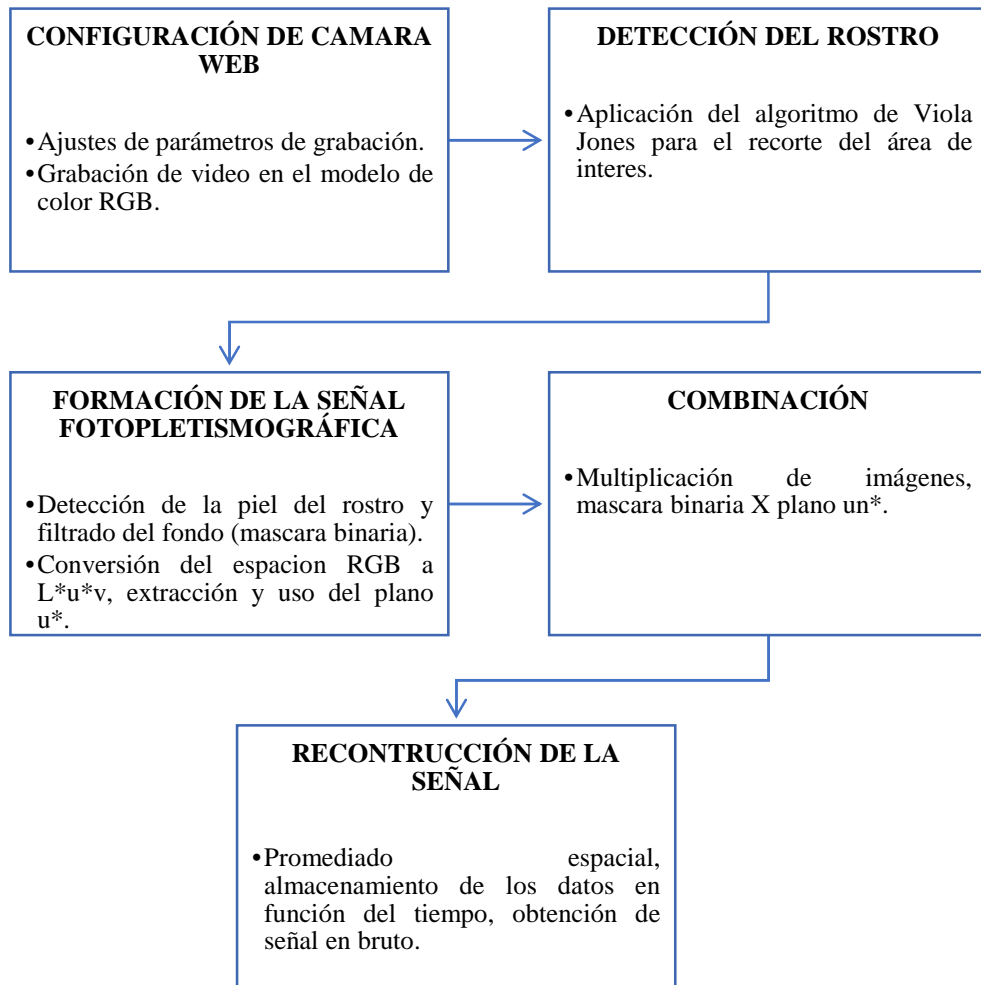 CONFIGURACIÓN DE CAMARA
WEB
•Ajustes de parámetros de grabación.
•Grabación de video en el modelo de
color RGB.
DETECCIÓN DEL ROSTRO
•Aplicación del algoritmo de Viola
Jones para el recorte del área de
interes.
FORMACIÓN DE LA SEÑAL
FOTOPLETISMOGRÁFICA
•Detección de la piel del rostro y
filtrado del fondo (mascara binaria).
•Conversión del espacion RGB a
L*u*v, extracción y uso del plano
u*.
COMBINACIÓN
•Multiplicación de imágenes,
mascara binaria X plano un*.
RECONTRUCCIÓN DE LA
SEÑAL
•Promediado espacial,
almacenamiento de los datos en
función del tiempo, obtención de
señal en bruto.